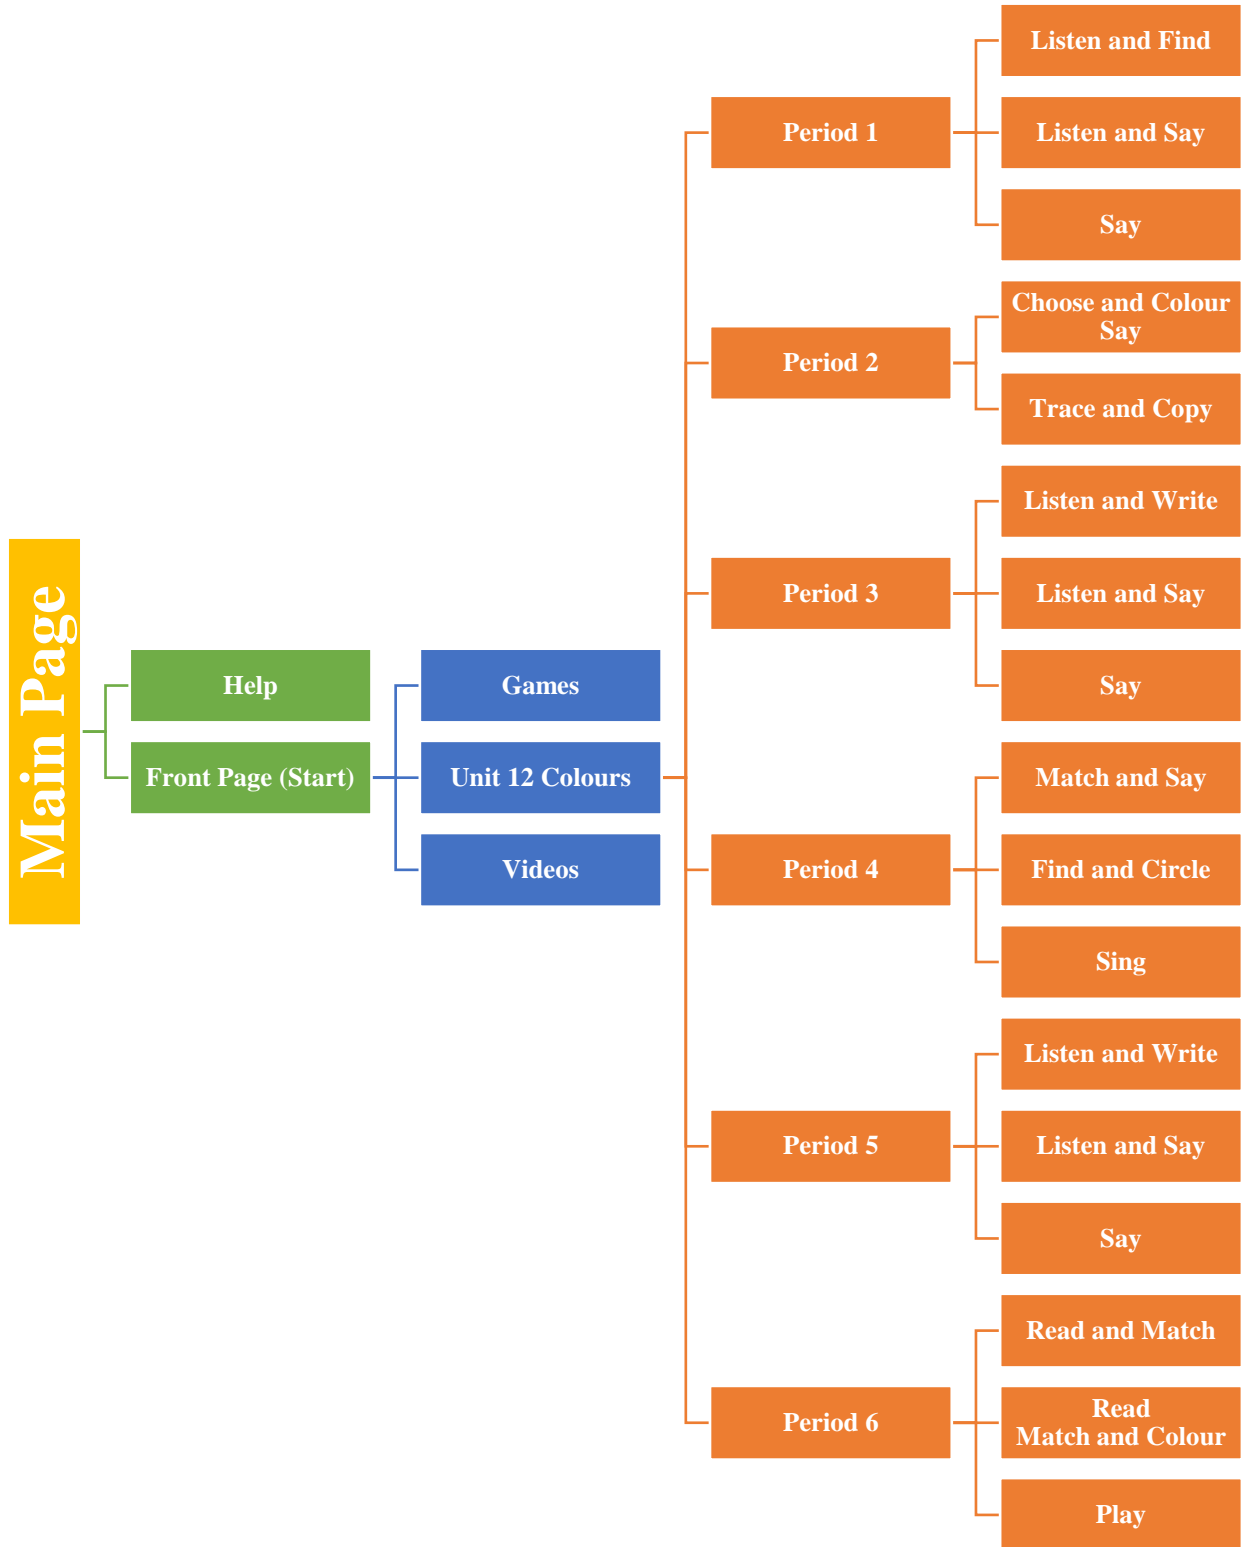 Main Page
Help
Front Page (Start)
Games
Unit 12 Colours
Videos
Period 1
Listen and Find
Listen and Say
Say
Period 2
Choose and Colour
Say
Trace and Copy
Period 3
Listen and Write
Listen and Say
Say
Period 4
Match and Say
Find and Circle
Sing
Period 5
Listen and Write
Listen and Say
Say
Period 6
Read and Match
Read
Match and Colour
Play